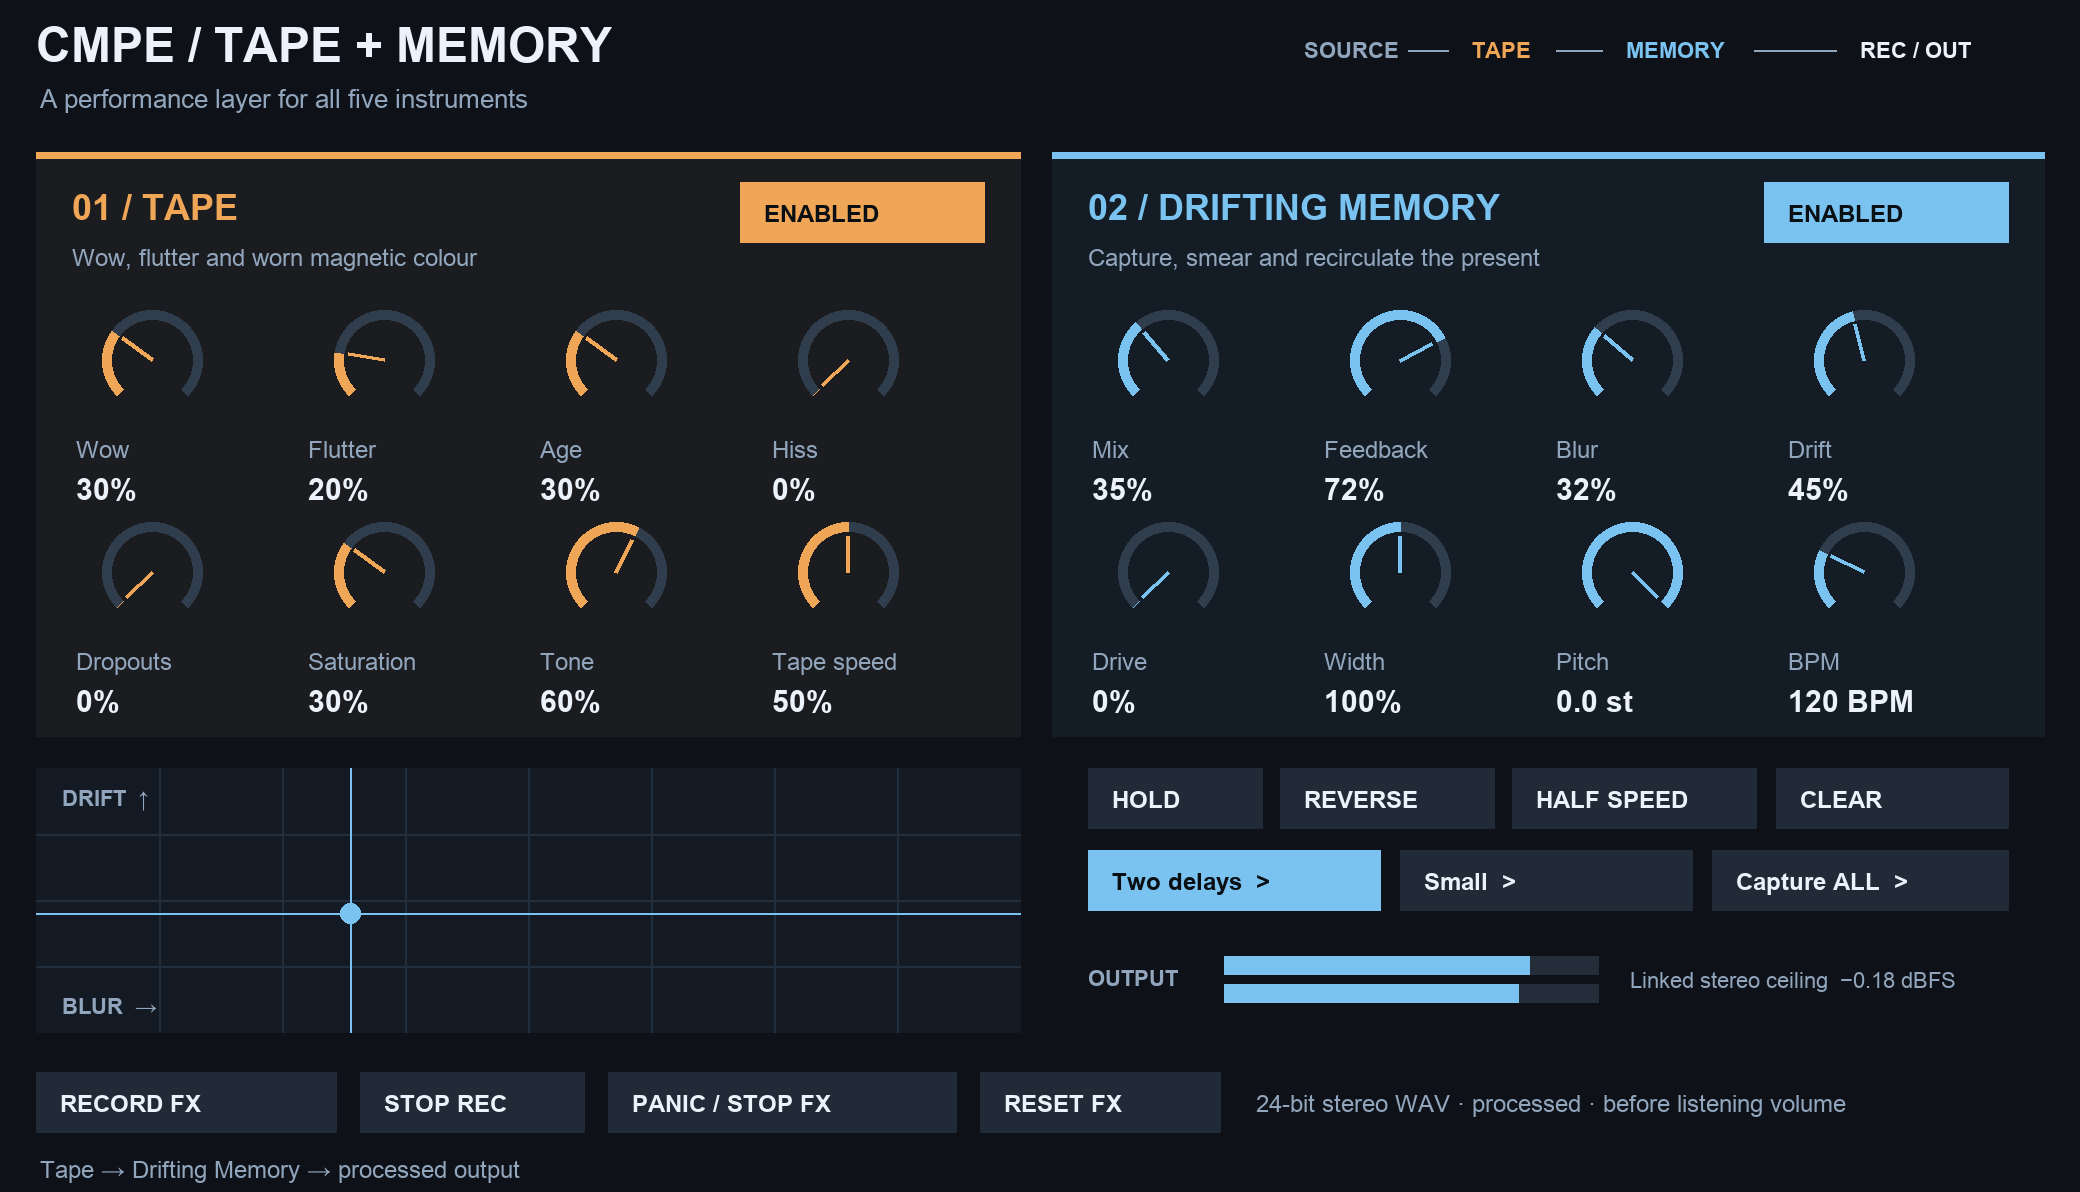 CMPE / TAPE + MEMORY
SOURCE — TAPE — MEMORY — REC / OUT
A performance layer for all five instruments
01 / TAPE
ENABLED
Wow, flutter and worn magnetic colour
Wow
30%
Flutter
20%
Age
30%
Hiss
0%
Dropouts
0%
Saturation
30%
Tone
60%
Tape speed
50%
02 / DRIFTING MEMORY
ENABLED
Capture, smear and recirculate the present
Mix
35%
Feedback
72%
Blur
32%
Drift
45%
Drive
0%
Width
100%
Pitch
0.0 st
BPM
120 BPM
DRIFT ↑
BLUR →
HOLD
REVERSE
HALF SPEED
CLEAR
Two delays >
Small >
Capture ALL >
OUTPUT
Linked stereo ceiling −0.18 dBFS
RECORD FX
STOP REC
PANIC / STOP FX
RESET FX
24-bit stereo WAV · processed · before listening volume
Tape → Drifting Memory → processed output